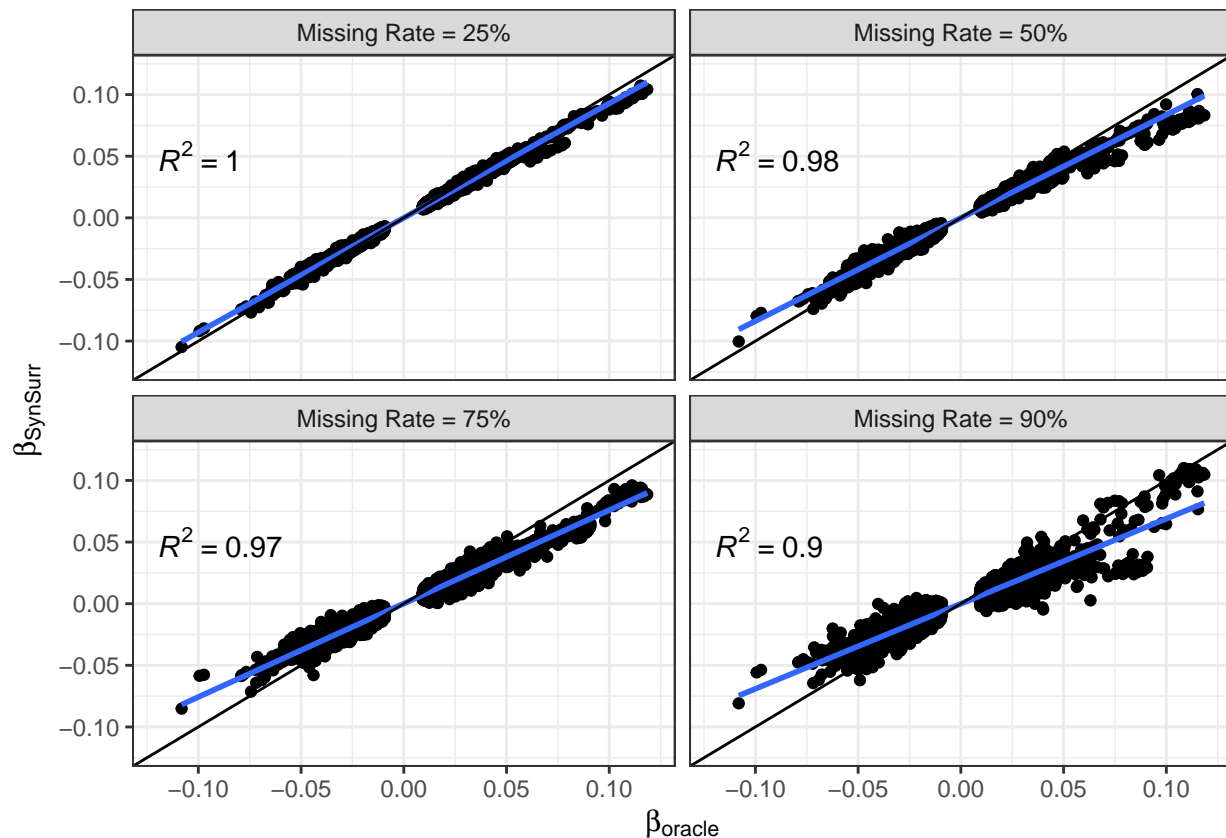 Missing Rate = 25%
Missing Rate = 50%
0.10
0.05
0.00
−0.05
−0.10
R² = 1
R² = 0.98
βSynSurr
Missing Rate = 75%
Missing Rate = 90%
0.10
0.05
0.00
−0.05
−0.10
R² = 0.97
R² = 0.9
−0.10 −0.05 0.00 0.05 0.10
−0.10 −0.05 0.00 0.05 0.10
βoracle